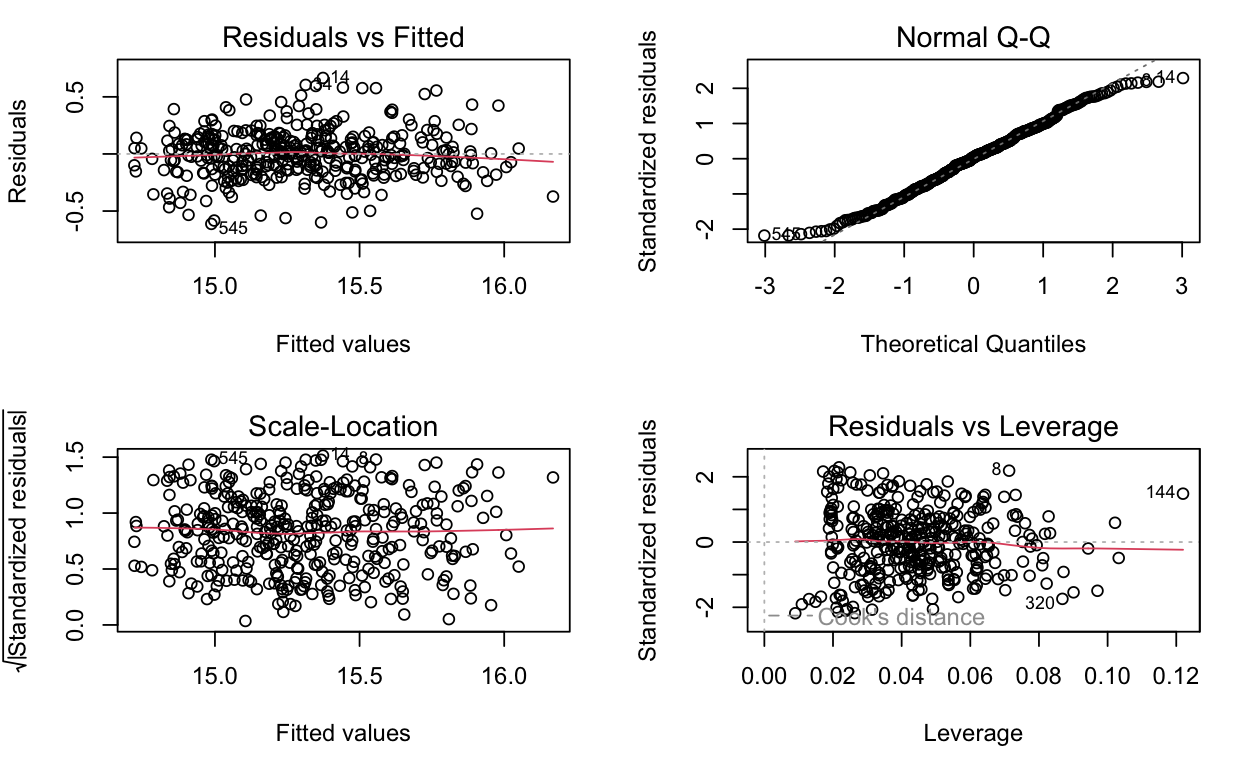 Residuals vs Fitted
Residuals
0.5
-0.5
14
34
545
15.0 15.5 16.0
Fitted values
Normal Q-Q
Standardized residuals
2
1
0
-2
8 14
545
-3 -2 -1 0 1 2 3
Theoretical Quantiles
Scale-Location
√|Standardized residuals|
1.5
1.0
0.5
0.0
545
14
8
15.0 15.5 16.0
Fitted values
Residuals vs Leverage
Standardized residuals
2
0
-2
8
144
320
Cook's distance
0.00 0.02 0.04 0.06 0.08 0.10 0.12
Leverage